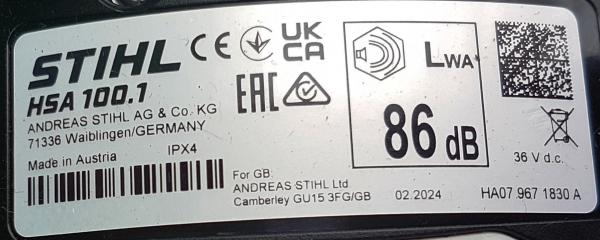 STIHL CE UK CA
HSA 100.1 EAC
ANDREAS STIHL AG & Co. KG
71336 Waiblingen/GERMANY
Made in Austria IPX4
For GB:
ANDREAS STIHL Ltd
Camberley GU15 3FG/GB
LWA
86 dB
02.2024
36 V d.c.
HA07 967 1830 A